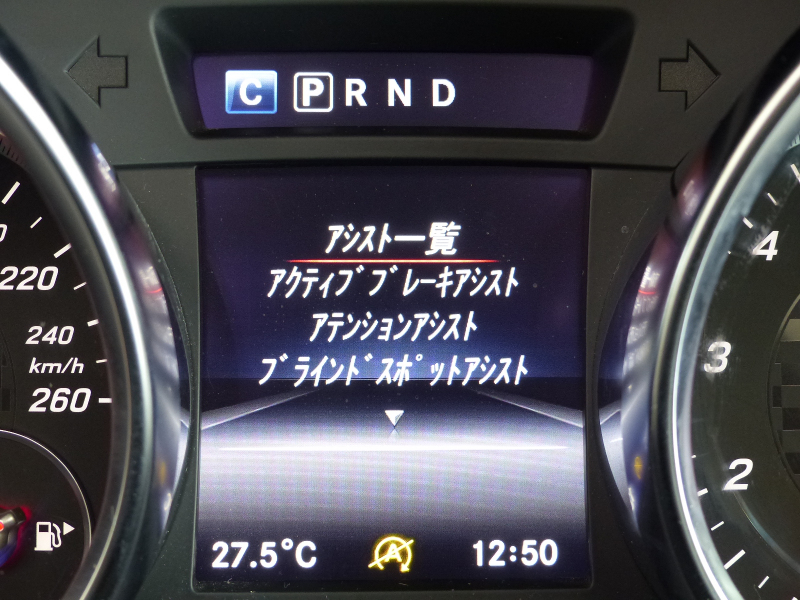 C P R N D
アシスト一覧
アクティブブレーキアシスト
アテンションアシスト
ブラインドスポットアシスト
27.5°C A 12:50
220
240
km/h
260
4
3
2